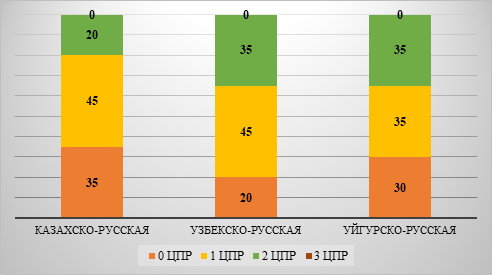 0 0 0
20 35 35
45 45 35
35 20 30
КАЗАХСКО-РУССКАЯ УЗБЕКСКО-РУССКАЯ УЙГУРСКО-РУССКАЯ
0 ЦПР 1 ЦПР 2 ЦПР 3 ЦПР